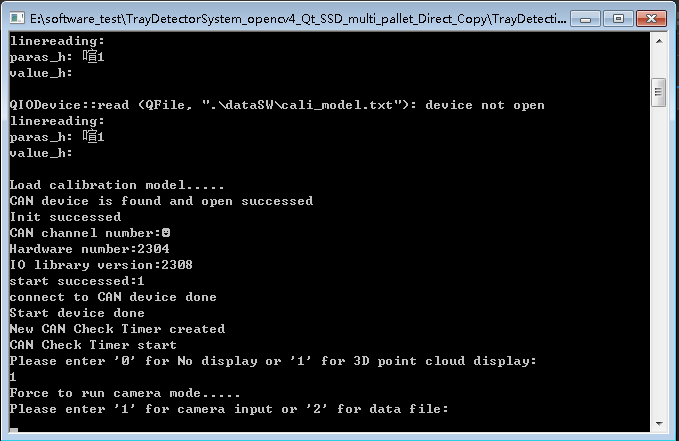 E:\software_test\TrayDetectorSystem_opencv4_Qt_SSD_multi_pallet_Direct_Copy\TrayDetecti...
linereading:
paras_h: 喧1
value_h:
QIODevice::read (QFile, ".\dataSW\cali_model.txt"): device not open
linereading:
paras_h: 喧1
value_h:
Load calibration model.....
CAN device is found and open successed
Init successed
CAN channel number:
Hardware number:2304
IO library version:2308
start successed:1
connect to CAN device done
Start device done
New CAN Check Timer created
CAN Check Timer start
Please enter '0' for No display or '1' for 3D point cloud display:
1
Force to run camera mode.....
Please enter '1' for camera input or '2' for data file: